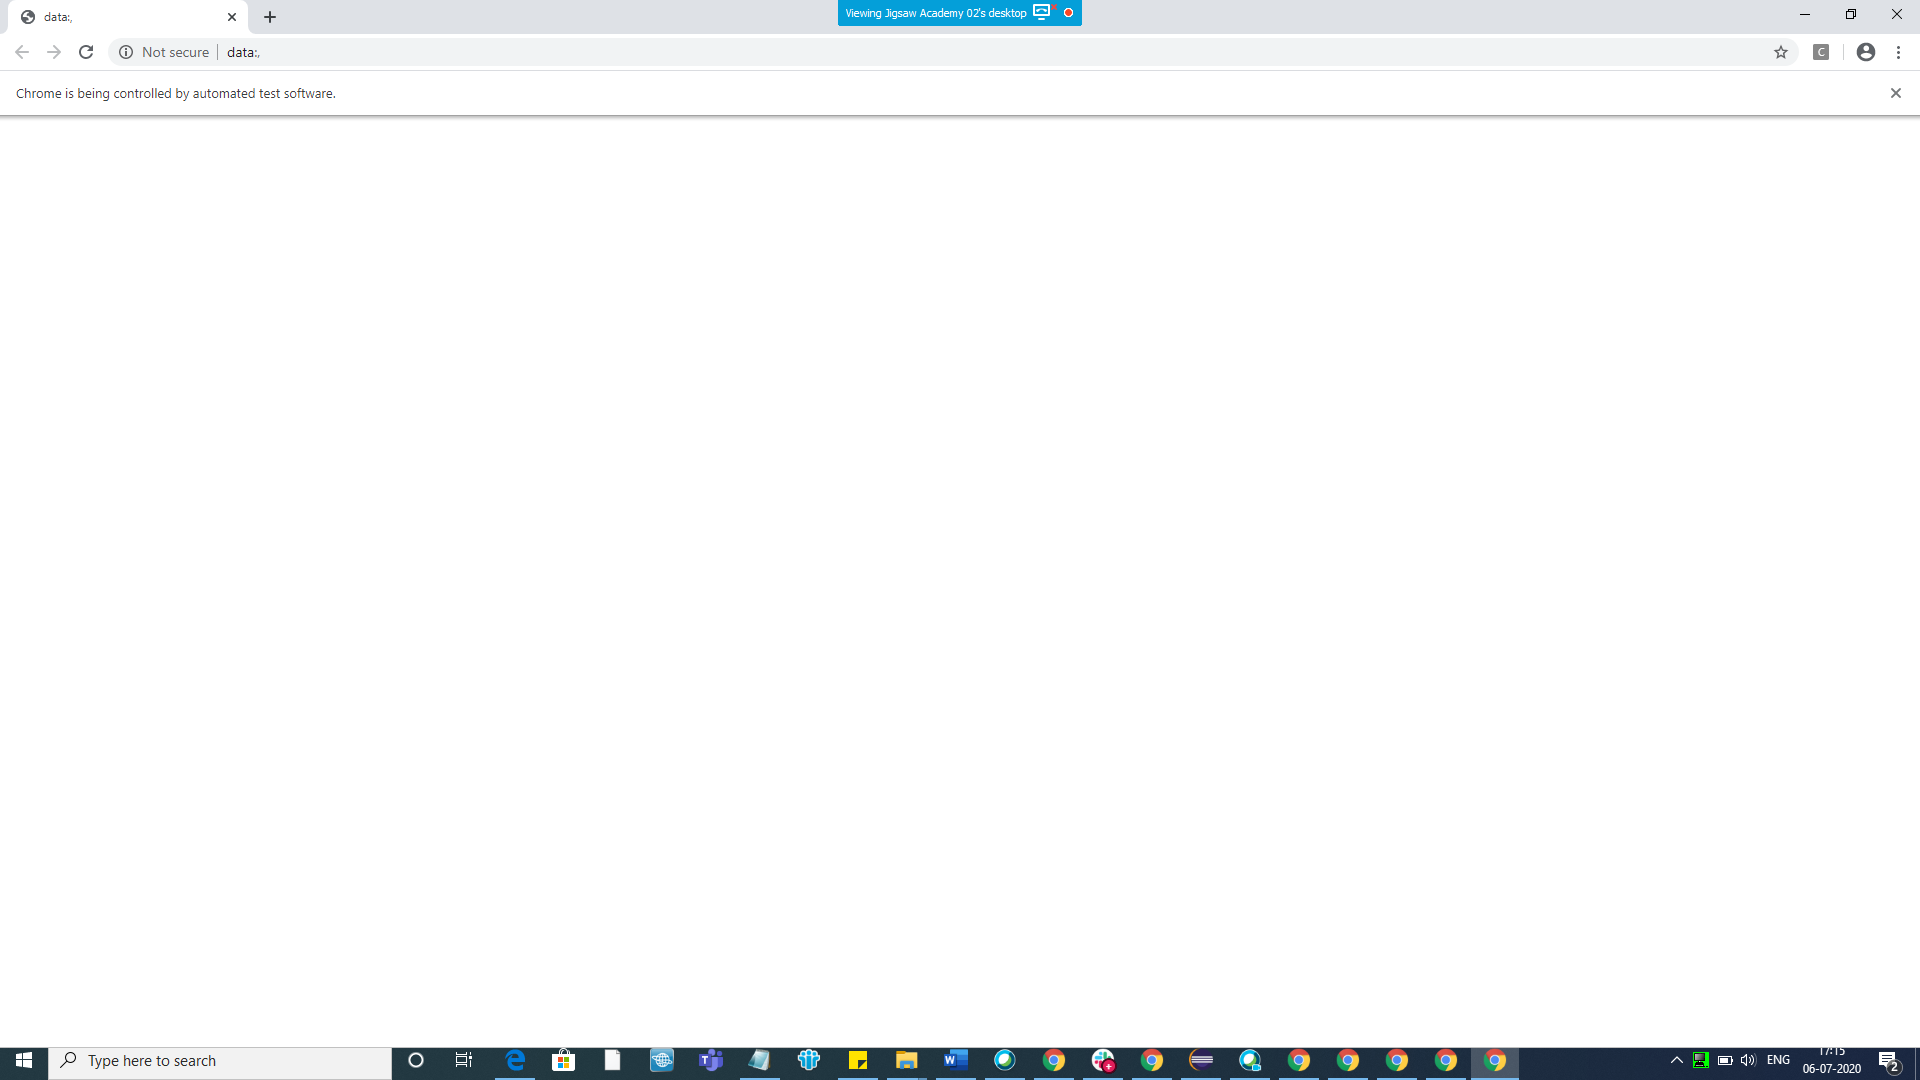 data:,
Viewing Jigsaw Academy 02's desktop
Not secure
data:,
C
Chrome is being controlled by automated test software.
Type here to search
ENG
17:15
06-07-2020
2